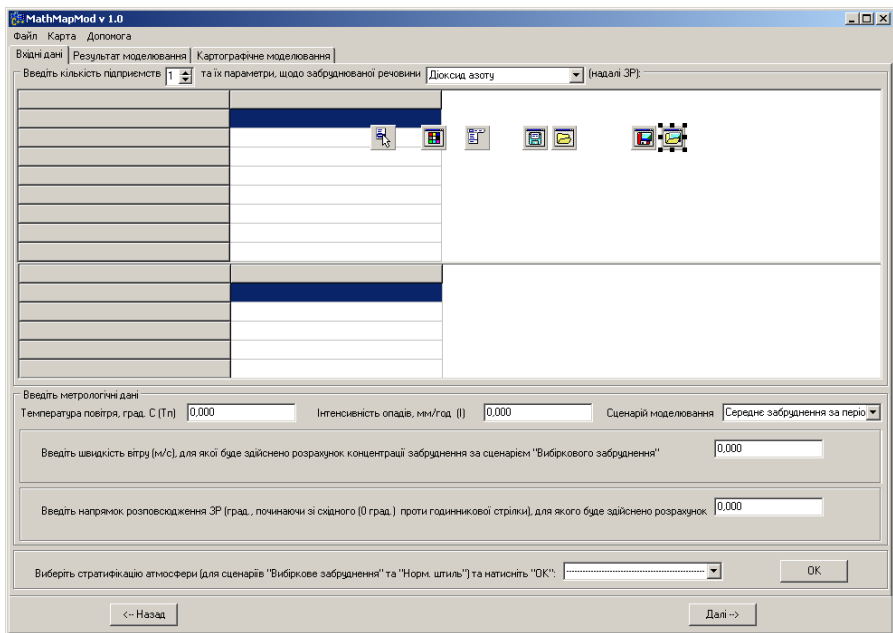 MathMapMod v 1.0
Файл Карта Допомога
Вхідні дані Результат моделювання Картографічне моделювання
Введіть кількість підприємств 1 та їх параметри, щодо забруднюваної речовини Діоксид азоту (надалі ЗР):
Введіть метрологічні дані
Температура повітря, град. С (Тп) 0,000 Інтенсивність опадів, мм/год (I) 0,000 Сценарій моделювання Середнє забруднення за періо
Введіть швидкість вітру (м/с), для якої буде здійснено розрахунок концентрації забруднення за сценарієм "Вибіркового забруднення" 0,000
Введіть напрямок розповсюдження ЗР (град., починаючи зі східного (0 град.) проти годинникової стрілки), для якого буде здійснено розрахунок 0,000
Виберіть стратифікацію атмосфери (для сценаріїв "Вибіркове забруднення" та "Норм. штиль") та натисніть "ОК": ОК
<-- Назад Далі -->